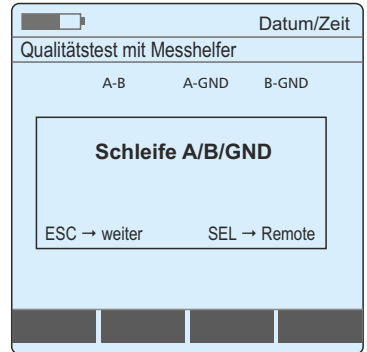 Datum/Zeit
Qualitätstest mit Messhelfer
A-B A-GND B-GND
Schleife A/B/GND
ESC → weiter SEL → Remote